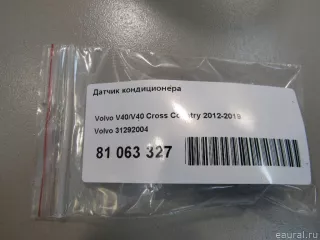 Датчик кондиционера
Volvo V40/V40 Cross Country 2012-2019
Volvo 31292004
81 063 327
eaural.ru